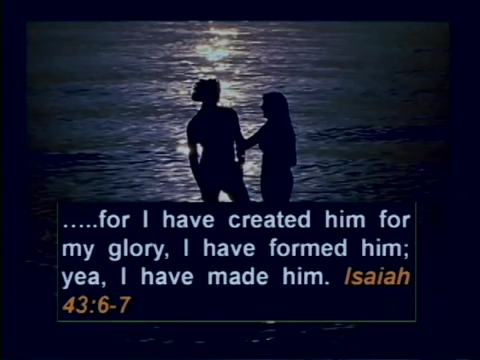 .....for I have created him for
my glory, I have formed him;
yea, I have made him. Isaiah
43:6-7